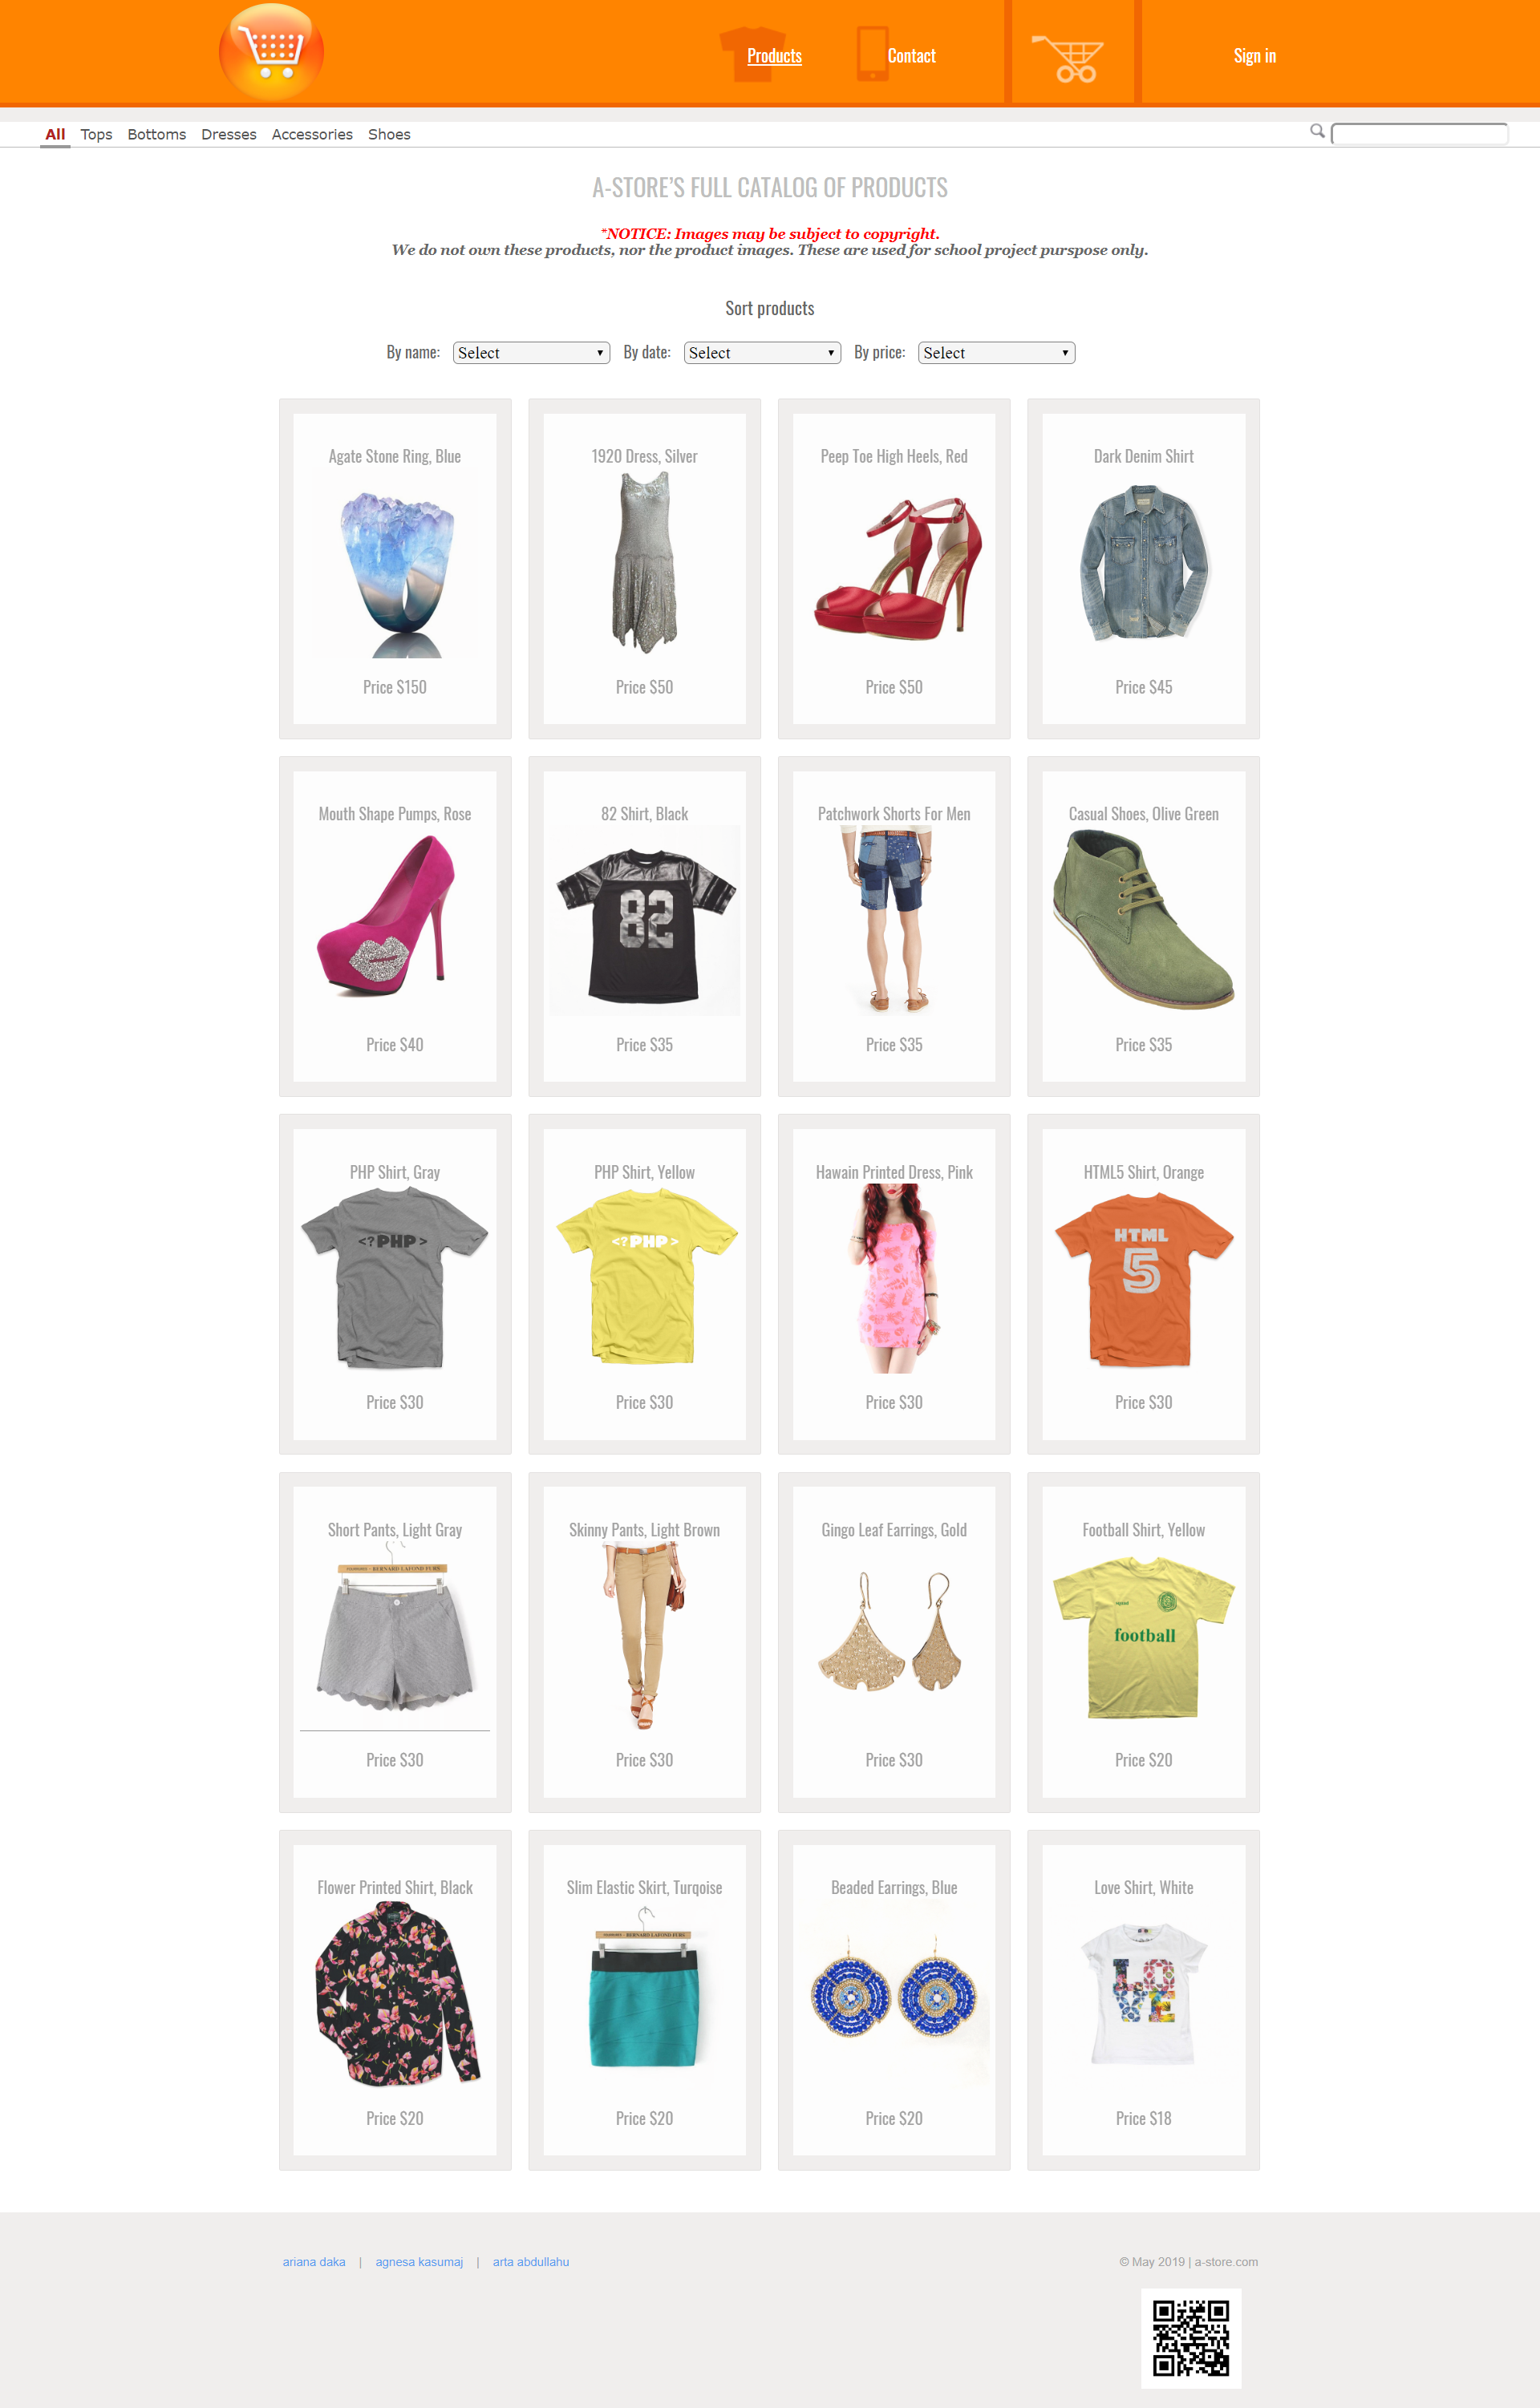 Products
Contact
Sign in
All Tops Bottoms Dresses Accessories Shoes
A-STORE'S FULL CATALOG OF PRODUCTS
*NOTICE: Images may be subject to copyright.
We do not own these products, nor the product images. These are used for school project purspose only.
Sort products
By name: Select By date: Select By price: Select
Agate Stone Ring, Blue
Price $150
1920 Dress, Silver
Price $50
Peep Toe High Heels, Red
Price $50
Dark Denim Shirt
Price $45
Mouth Shape Pumps, Rose
Price $40
82 Shirt, Black
82
Price $35
Patchwork Shorts For Men
Price $35
Casual Shoes, Olive Green
Price $35
PHP Shirt, Gray
<?PHP>
Price $30
PHP Shirt, Yellow
<?PHP>
Price $30
Hawain Printed Dress, Pink
Price $30
HTML5 Shirt, Orange
HTML
5
Price $30
Short Pants, Light Gray
BERNARD LAFOND FURS
Price $30
Skinny Pants, Light Brown
Price $30
Gingo Leaf Earrings, Gold
Price $30
Football Shirt, Yellow
football
Price $20
Flower Printed Shirt, Black
Price $20
Slim Elastic Skirt, Turqoise
BERNARD LAFOND FURS
Price $20
Beaded Earrings, Blue
Price $20
Love Shirt, White
LO
VE
Price $18
ariana daka | agnesa kasumaj | arta abdullahu
© May 2019 | a-store.com